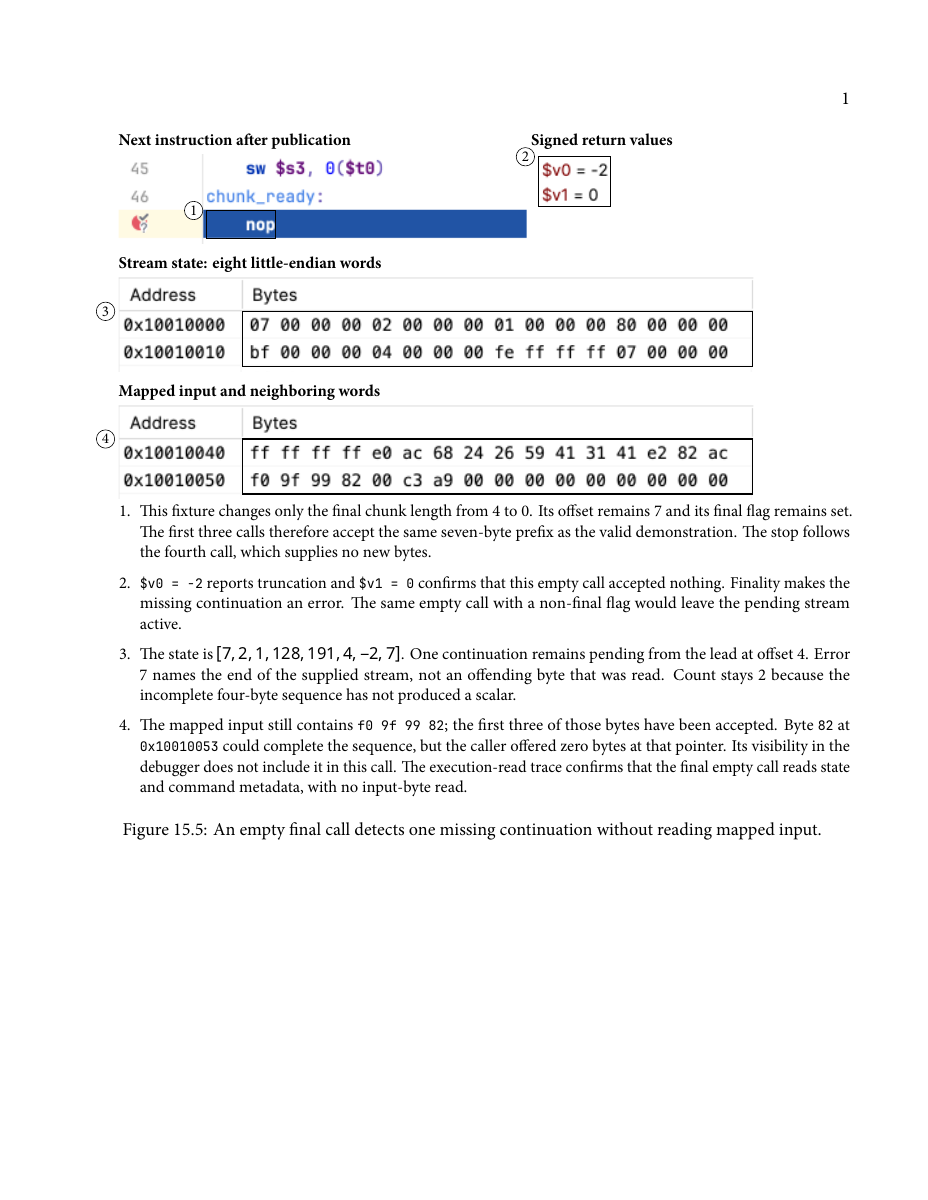 1
Next instruction after publication
Signed return values
45 sw $s3, 0($t0)
46 chunk_ready:
1
nop
2
$v0 = -2
$v1 = 0
Stream state: eight little-endian words
Address Bytes
3
0x10010000 07 00 00 00 02 00 00 00 01 00 00 00 80 00 00 00
0x10010010 bf 00 00 00 04 00 00 00 fe ff ff ff 07 00 00 00
Mapped input and neighboring words
Address Bytes
4
0x10010040 ff ff ff ff e0 ac 68 24 26 59 41 31 41 e2 82 ac
0x10010050 f0 9f 99 82 00 c3 a9 00 00 00 00 00 00 00 00 00
1. This fixture changes only the final chunk length from 4 to 0. Its offset remains 7 and its final flag remains set.
The first three calls therefore accept the same seven-byte prefix as the valid demonstration. The stop follows
the fourth call, which supplies no new bytes.
2. $v0 = -2 reports truncation and $v1 = 0 confirms that this empty call accepted nothing. Finality makes the
missing continuation an error. The same empty call with a non-final flag would leave the pending stream
active.
3. The state is [7, 2, 1, 128, 191, 4, −2, 7]. One continuation remains pending from the lead at offset 4. Error
7 names the end of the supplied stream, not an offending byte that was read. Count stays 2 because the
incomplete four-byte sequence has not produced a scalar.
4. The mapped input still contains f0 9f 99 82; the first three of those bytes have been accepted. Byte 82 at
0x10010053 could complete the sequence, but the caller offered zero bytes at that pointer. Its visibility in the
debugger does not include it in this call. The execution-read trace confirms that the final empty call reads state
and command metadata, with no input-byte read.
Figure 15.5: An empty final call detects one missing continuation without reading mapped input.